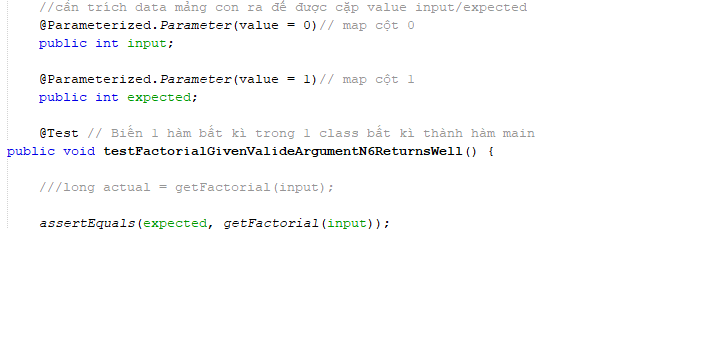 //cần trích data mảng con ra để được cặp value input/expected
@Parameterized.Parameter(value = 0)// map cột 0
public int input;
@Parameterized.Parameter(value = 1)// map cột 1
public int expected;
@Test // Biến 1 hàm bất kì trong 1 class bất kì thành hàm main
public void testFactorialGivenValideArgumentN6ReturnsWell() {
///long actual = getFactorial(input);
assertEquals(expected, getFactorial(input));